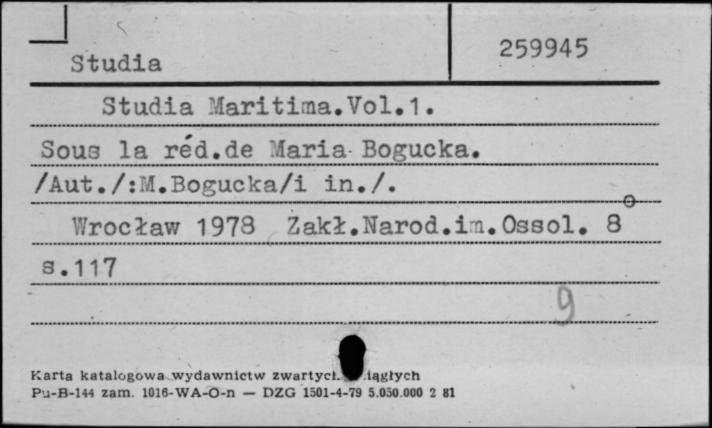 Studia 259945
Studia Maritima.Vol.1.
Sous la réd.de Maria Bogucka.
/Aut./:M.Bogucka/i in./.
Wrocław 1978 Zakł.Narod.im.Ossol. 8°
s.117
9
Karta katalogowa wydawnictw
Pu-B-144 zam. 1016-WA-O-n — DZG 1501-4-79 5.050.000 2 81